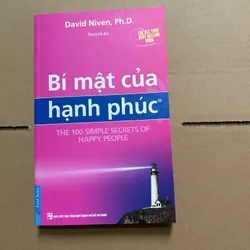 David Niven, Ph.D.
Bí mật của
hạnh phúc
THE 100 SIMPLE SECRETS OF
HAPPY PEOPLE